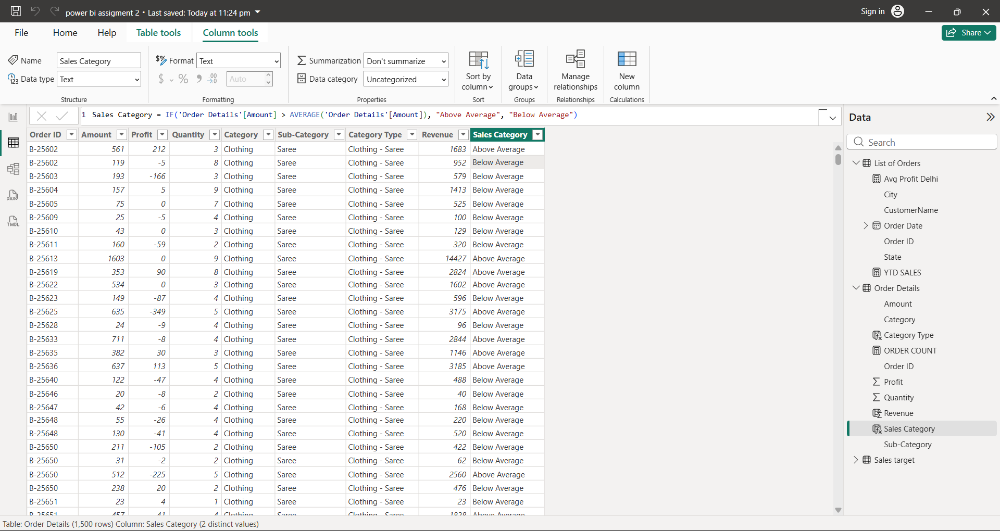 power bi assigment 2 • Last saved: Today at 11:24 pm
Sign in
File Home Help Table tools Column tools
Share
Name Sales Category
Data type Text
Structure
Format Text
$ % Auto
Formatting
Summarization Don't summarize
Data category Uncategorized
Properties
Sort by column
Sort
Data groups
Groups
Manage relationships
Relationships
New column
Calculations
1 Sales Category = IF('Order Details'[Amount] > AVERAGE('Order Details'[Amount]), "Above Average", "Below Average")
Order ID Amount Profit Quantity Category Sub-Category Category Type Revenue Sales Category
B-25602 561 212 3 Clothing Saree Clothing - Saree 1683 Above Average
B-25602 119 -5 8 Clothing Saree Clothing - Saree 952 Below Average
B-25603 193 -166 3 Clothing Saree Clothing - Saree 579 Below Average
B-25604 157 5 9 Clothing Saree Clothing - Saree 1413 Below Average
B-25605 75 0 7 Clothing Saree Clothing - Saree 525 Below Average
B-25609 25 -5 4 Clothing Saree Clothing - Saree 100 Below Average
B-25610 43 0 3 Clothing Saree Clothing - Saree 129 Below Average
B-25611 160 -59 2 Clothing Saree Clothing - Saree 320 Below Average
B-25613 1603 0 9 Clothing Saree Clothing - Saree 14427 Above Average
B-25619 353 90 8 Clothing Saree Clothing - Saree 2824 Above Average
B-25622 534 0 3 Clothing Saree Clothing - Saree 1602 Above Average
B-25623 149 -87 4 Clothing Saree Clothing - Saree 596 Below Average
B-25625 635 -349 5 Clothing Saree Clothing - Saree 3175 Above Average
B-25628 24 -9 4 Clothing Saree Clothing - Saree 96 Below Average
B-25633 711 -8 4 Clothing Saree Clothing - Saree 2844 Above Average
B-25635 382 30 3 Clothing Saree Clothing - Saree 1146 Above Average
B-25636 637 113 5 Clothing Saree Clothing - Saree 3185 Above Average
B-25640 122 -47 4 Clothing Saree Clothing - Saree 488 Below Average
B-25646 20 -8 2 Clothing Saree Clothing - Saree 40 Below Average
B-25647 42 -6 4 Clothing Saree Clothing - Saree 168 Below Average
B-25648 55 -26 4 Clothing Saree Clothing - Saree 220 Below Average
B-25648 130 -41 4 Clothing Saree Clothing - Saree 520 Below Average
B-25650 211 -105 2 Clothing Saree Clothing - Saree 422 Below Average
B-25650 31 -2 2 Clothing Saree Clothing - Saree 62 Below Average
B-25650 512 -225 5 Clothing Saree Clothing - Saree 2560 Above Average
B-25650 238 20 2 Clothing Saree Clothing - Saree 476 Below Average
B-25651 23 4 1 Clothing Saree Clothing - Saree 23 Below Average
B-25651 457 41 4 Clothing Saree Clothing - Saree 1828 Above Average
DAX
TMDL
Data
Search
List of Orders
Avg Profit Delhi
City
CustomerName
Order Date
Order ID
State
YTD SALES
Order Details
Amount
Category
Category Type
ORDER COUNT
Order ID
Profit
Quantity
Revenue
Sales Category
Sub-Category
Sales target
Table: Order Details (1,500 rows) Column: Sales Category (2 distinct values)